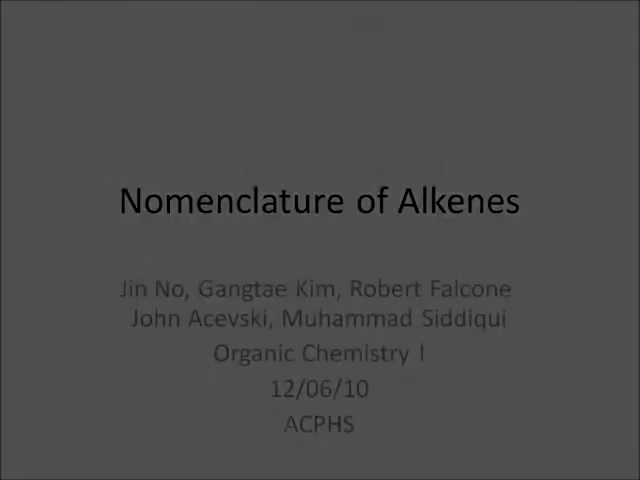 Nomenclature of Alkenes
Jin No, Gangtae Kim, Robert Falcone
John Acevski, Muhammad Siddiqui
Organic Chemistry I
12/06/10
ACPHS